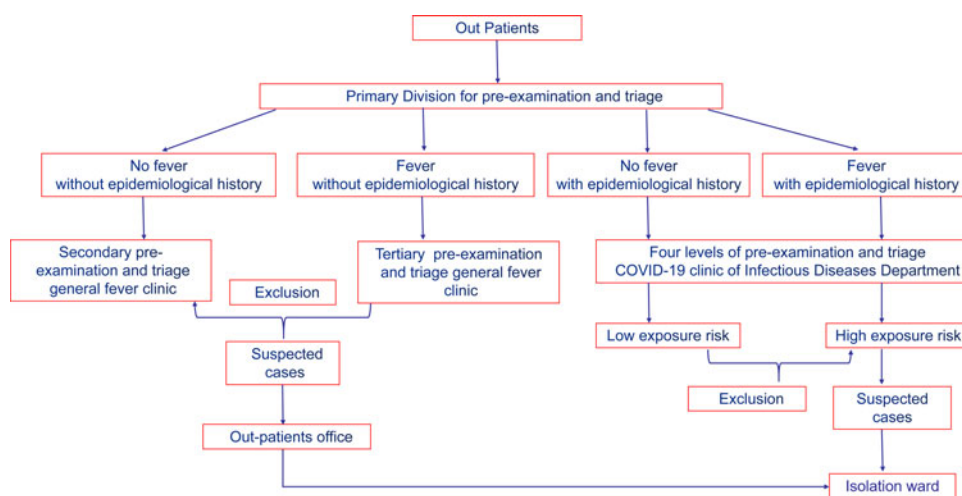 Out Patients
Primary Division for pre-examination and triage
No fever
without epidemiological history
Fever
without epidemiological history
No fever
with epidemiological history
Fever
with epidemiological history
Secondary pre-
examination and triage
general fever clinic
Tertiary pre-examination
and triage general fever
clinic
Four levels of pre-examination and triage
COVID-19 clinic of Infectious Diseases Department
Exclusion
Low exposure risk
High exposure risk
Suspected
cases
Exclusion
Suspected
cases
Out-patients office
Isolation ward